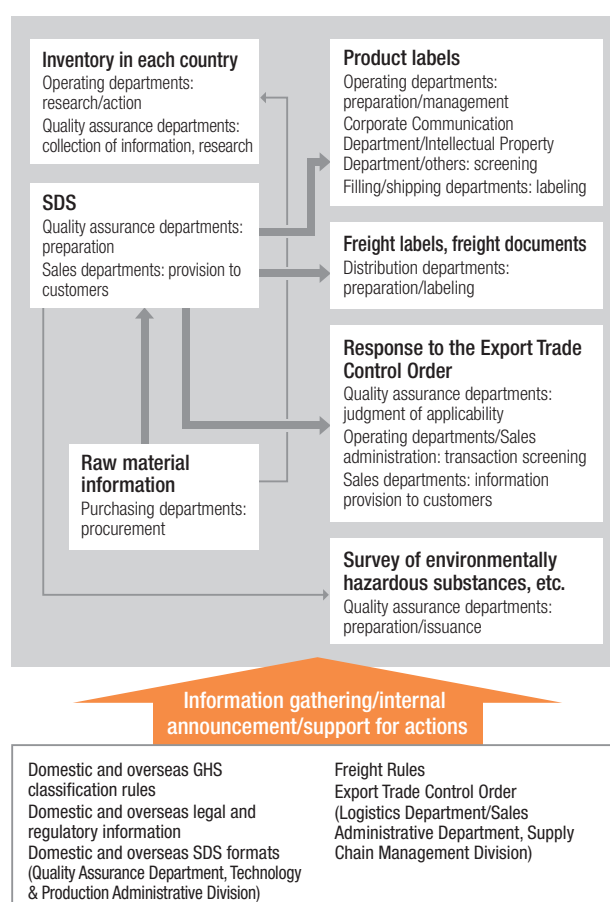 Inventory in each country
Operating departments:
research/action
Quality assurance departments:
collection of information, research
SDS
Quality assurance departments:
preparation
Sales departments: provision to
customers
Raw material
information
Purchasing departments:
procurement
Product labels
Operating departments:
preparation/management
Corporate Communication
Department/Intellectual Property
Department/others: screening
Filling/shipping departments: labeling
Freight labels, freight documents
Distribution departments:
preparation/labeling
Response to the Export Trade
Control Order
Quality assurance departments:
judgment of applicability
Operating departments/Sales
administration: transaction screening
Sales departments: information
provision to customers
Survey of environmentally
hazardous substances, etc.
Quality assurance departments:
preparation/issuance
Information gathering/internal
announcement/support for actions
Domestic and overseas GHS
classification rules
Domestic and overseas legal and
regulatory information
Domestic and overseas SDS formats
(Quality Assurance Department, Technology
& Production Administrative Division)
Freight Rules
Export Trade Control Order
(Logistics Department/Sales
Administrative Department, Supply
Chain Management Division)